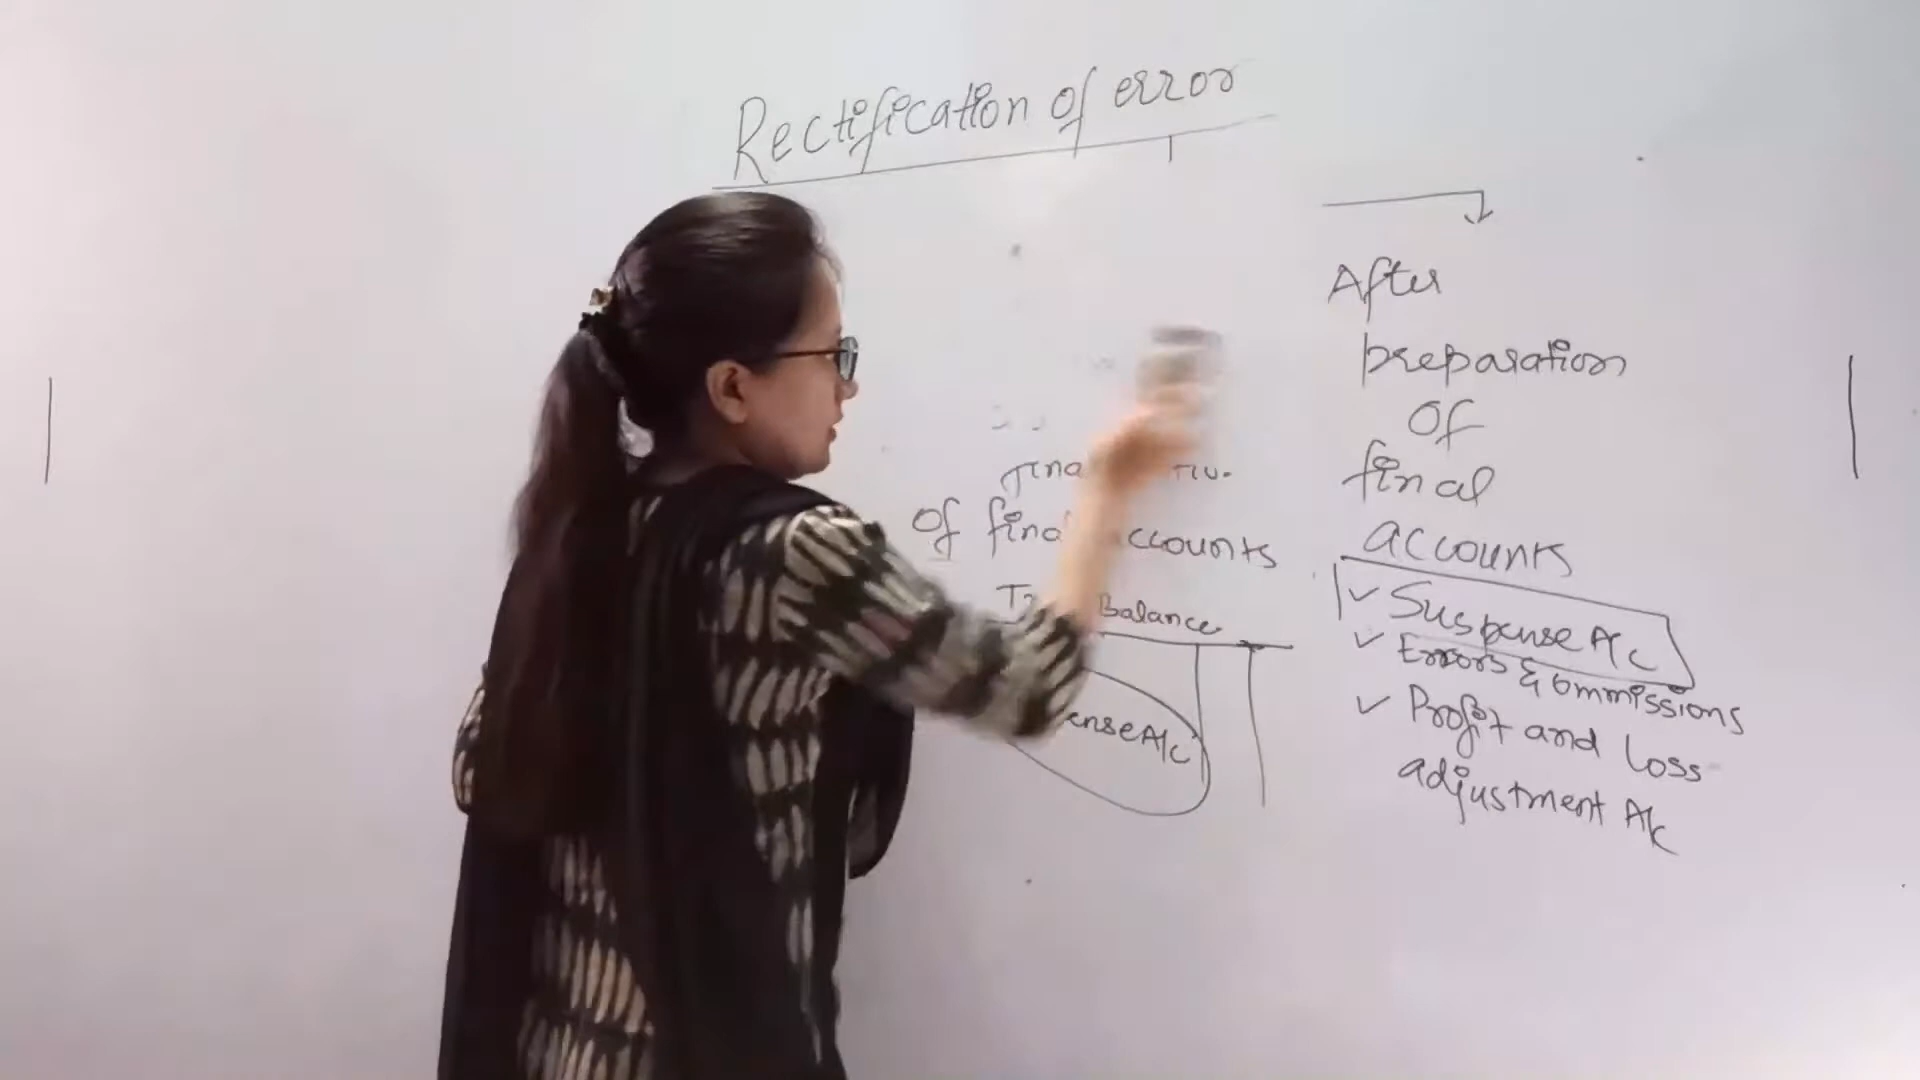 Rectification of error
of final accounts
Balance
After
preparation
of
final
accounts
Suspense A/c
Errors & Ommissions
Profit and loss
adjustment A/c